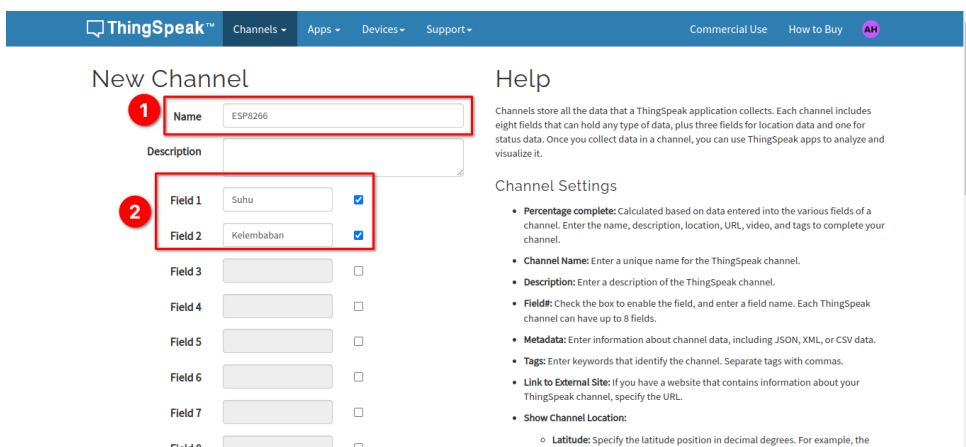 ThingSpeak™ Channels Apps Devices Support Commercial Use How to Buy AH
New Channel
1
Name ESP8266
Description
2
Field 1 Suhu
Field 2 Kelembaban
Field 3
Field 4
Field 5
Field 6
Field 7
Field 8
Help
Channels store all the data that a ThingSpeak application collects. Each channel includes
eight fields that can hold any type of data, plus three fields for location data and one for
status data. Once you collect data in a channel, you can use ThingSpeak apps to analyze and
visualize it.
Channel Settings
• Percentage complete: Calculated based on data entered into the various fields of a
channel. Enter the name, description, location, URL, video, and tags to complete your
channel.
• Channel Name: Enter a unique name for the ThingSpeak channel.
• Description: Enter a description of the ThingSpeak channel.
• Field#: Check the box to enable the field, and enter a field name. Each ThingSpeak
channel can have up to 8 fields.
• Metadata: Enter information about channel data, including JSON, XML, or CSV data.
• Tags: Enter keywords that identify the channel. Separate tags with commas.
• Link to External Site: If you have a website that contains information about your
ThingSpeak channel, specify the URL.
• Show Channel Location:
◦ Latitude: Specify the latitude position in decimal degrees. For example, the